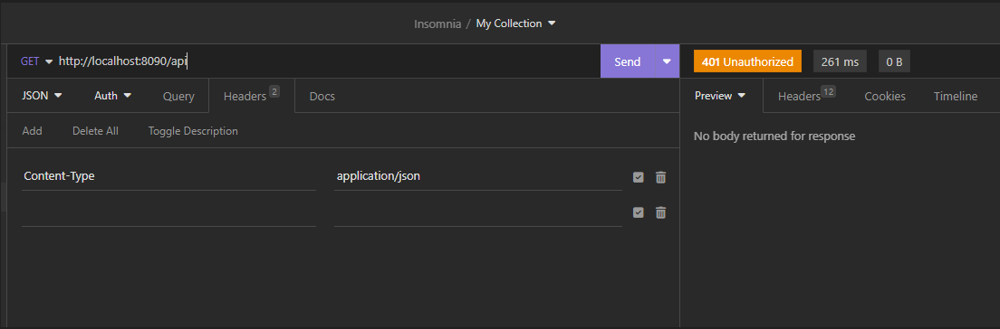 Insomnia / My Collection
GET http://localhost:8090/api Send 401 Unauthorized 261 ms 0 B
JSON Auth Query Headers 2 Docs Preview Headers 12 Cookies Timeline
Add Delete All Toggle Description
No body returned for response
Content-Type application/json